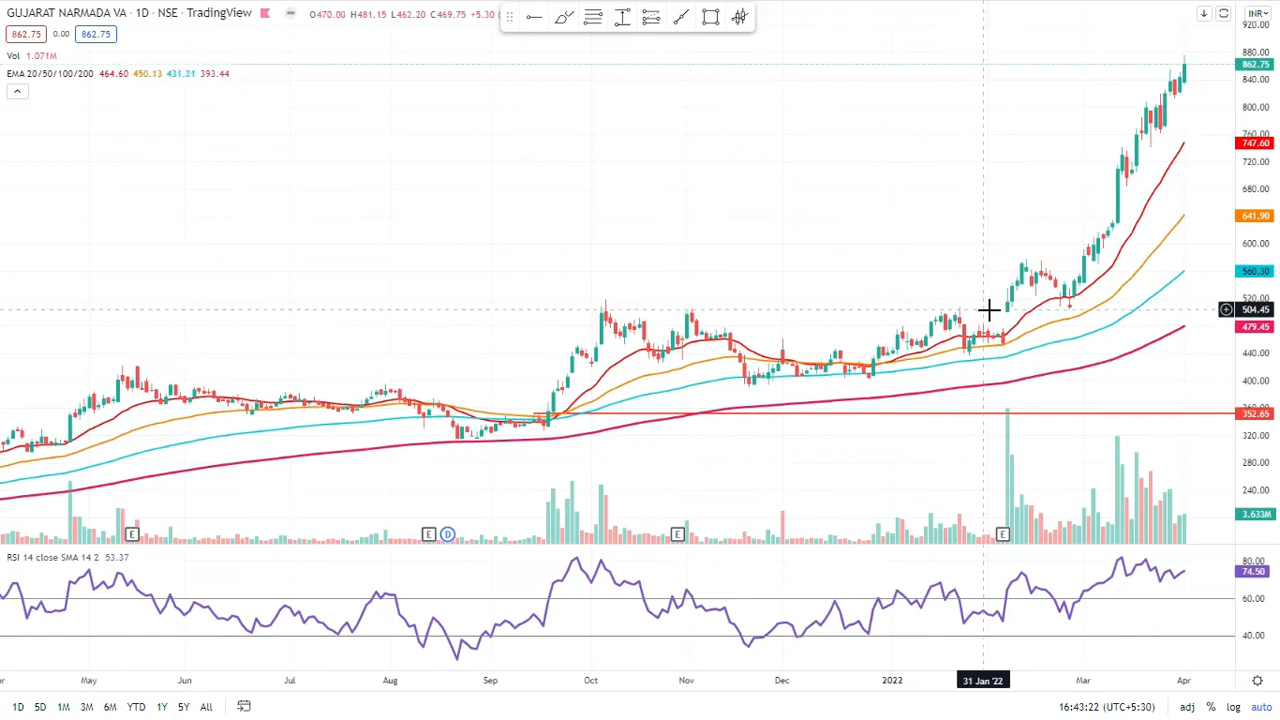 GUJARAT NARMADA VA · 1D · NSE · TradingView O470.00 H481.15 L462.20 C469.75 +5.30 (
INR
920.00
862.75 0.00 862.75
880.00
Vol 1.071M
862.75
EMA 20/50/100/200 464.60 450.13 431.21 393.44
840.00
800.00
760.00
747.60
720.00
680.00
641.90
600.00
560.30
520.00
504.45
479.45
440.00
400.00
360.00
352.65
320.00
280.00
240.00
3.633M
E E D E E
RSI 14 close SMA 14 2 53.37
80.00
74.50
60.00
40.00
May Jun Jul Aug Sep Oct Nov Dec 2022 31 Jan '22 Mar Apr
1D 5D 1M 3M 6M YTD 1Y 5Y All 16:43:22 (UTC+5:30) adj % log auto